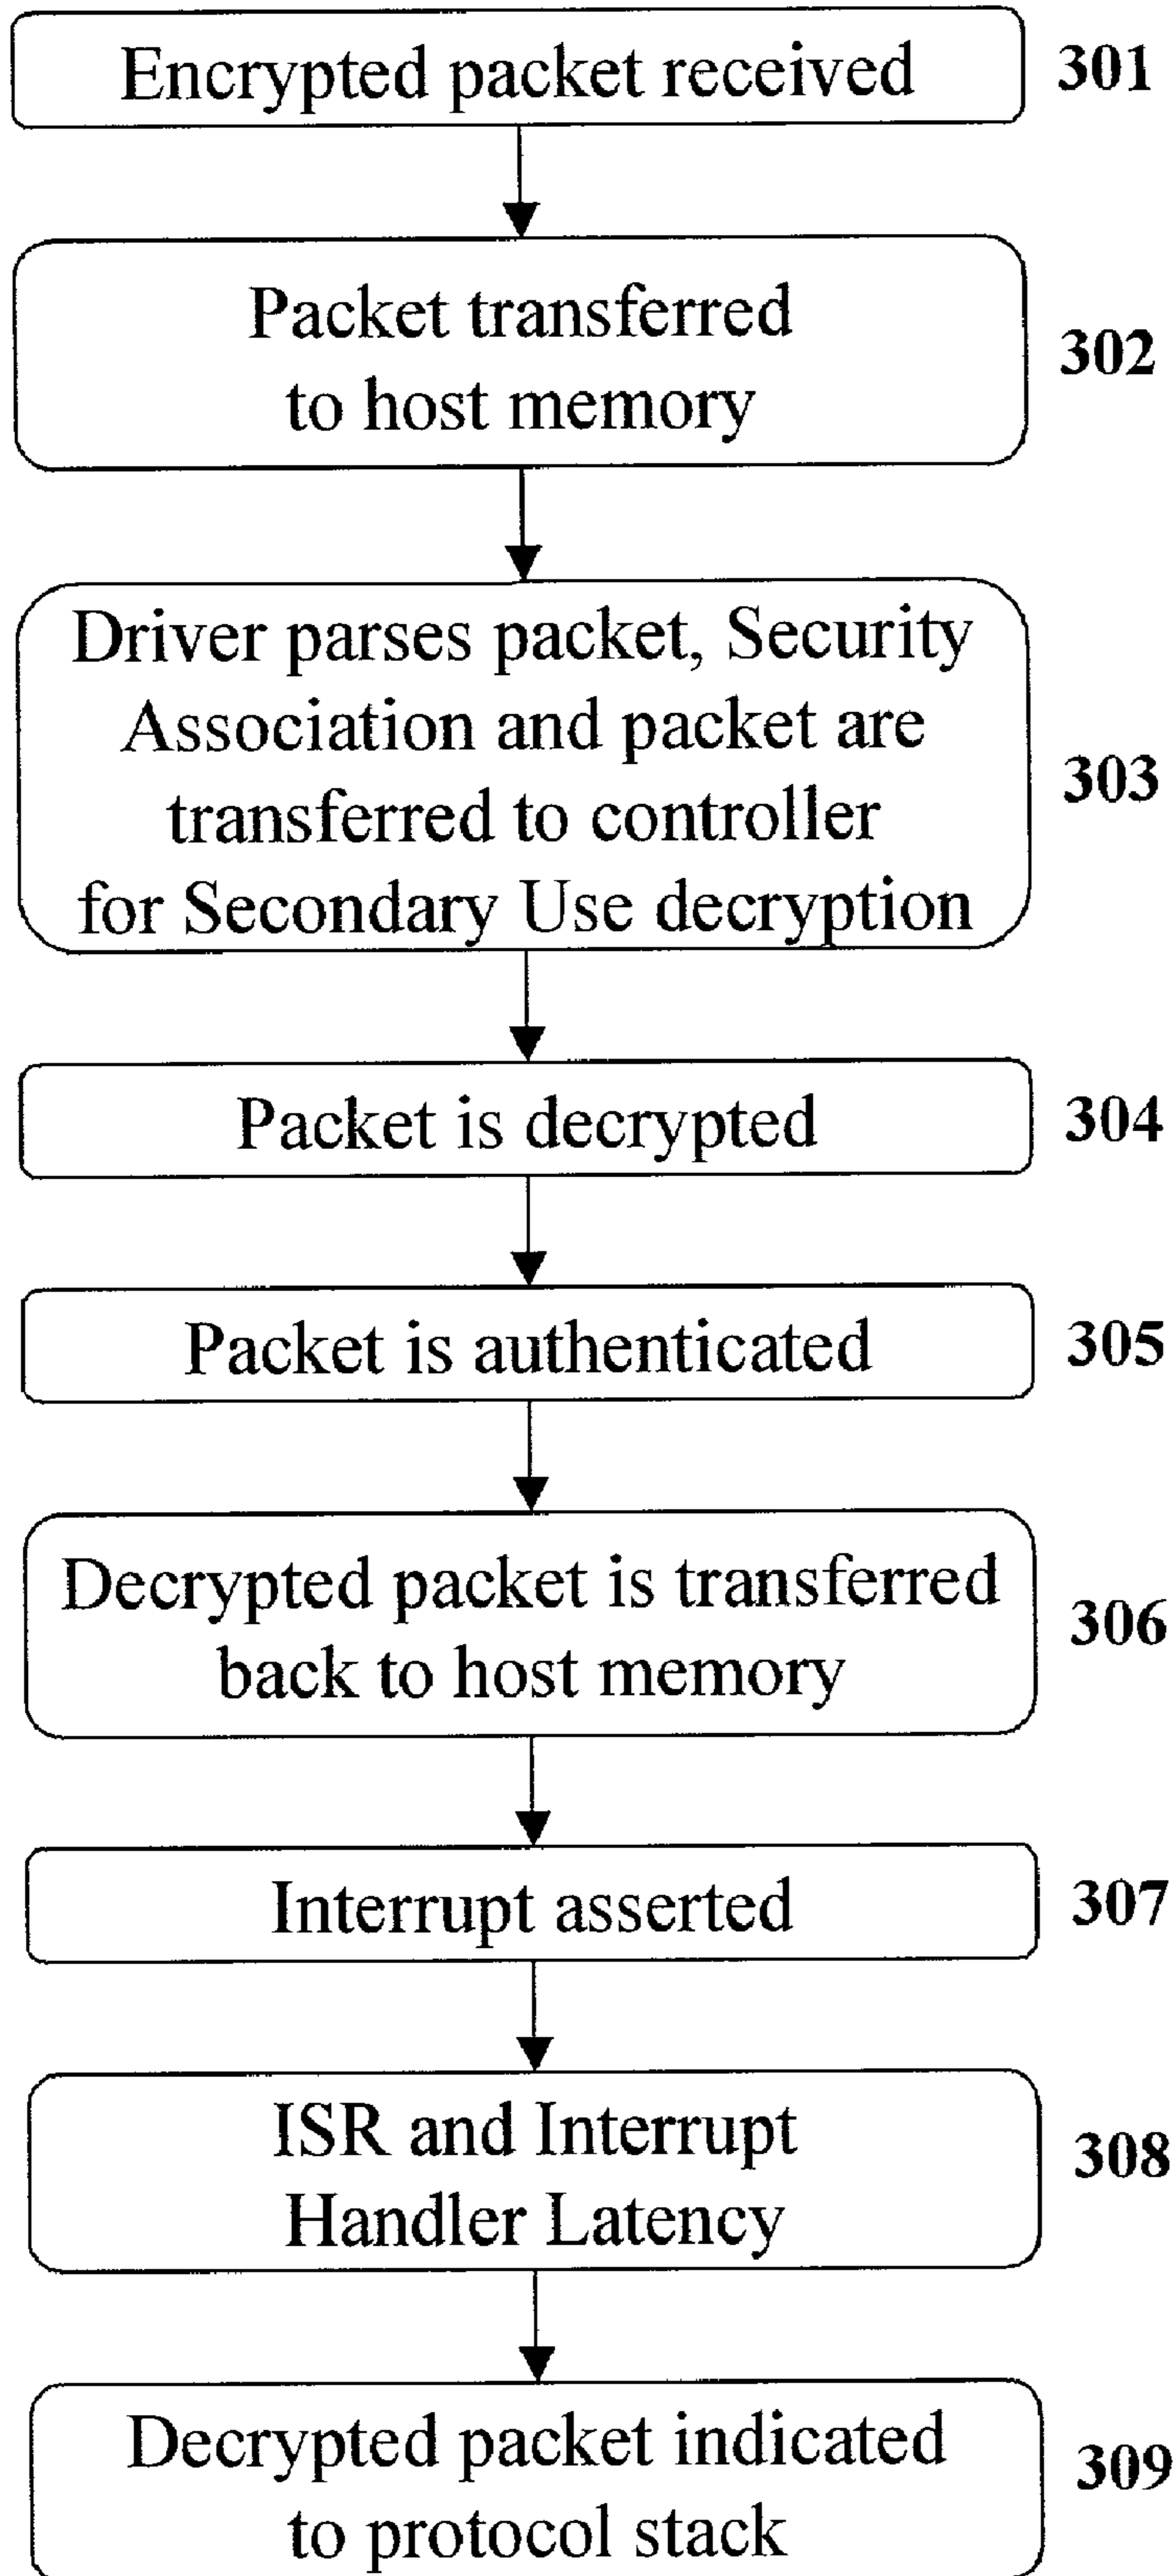 Encrypted packet received
301
Packet transferred
to host memory
302
Driver parses packet, Security
Association and packet are
transferred to controller
for Secondary Use decryption
303
Packet is decrypted
304
Packet is authenticated
305
Decrypted packet is transferred
back to host memory
306
Interrupt asserted
307
ISR and Interrupt
Handler Latency
308
Decrypted packet indicated
to protocol stack
309